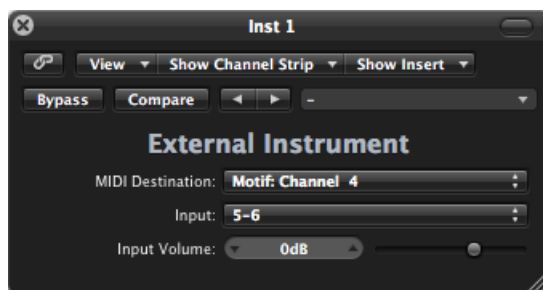 Inst 1
View Show Channel Strip Show Insert
Bypass Compare -
External Instrument
MIDI Destination: Motif: Channel 4
Input: 5-6
Input Volume: 0dB